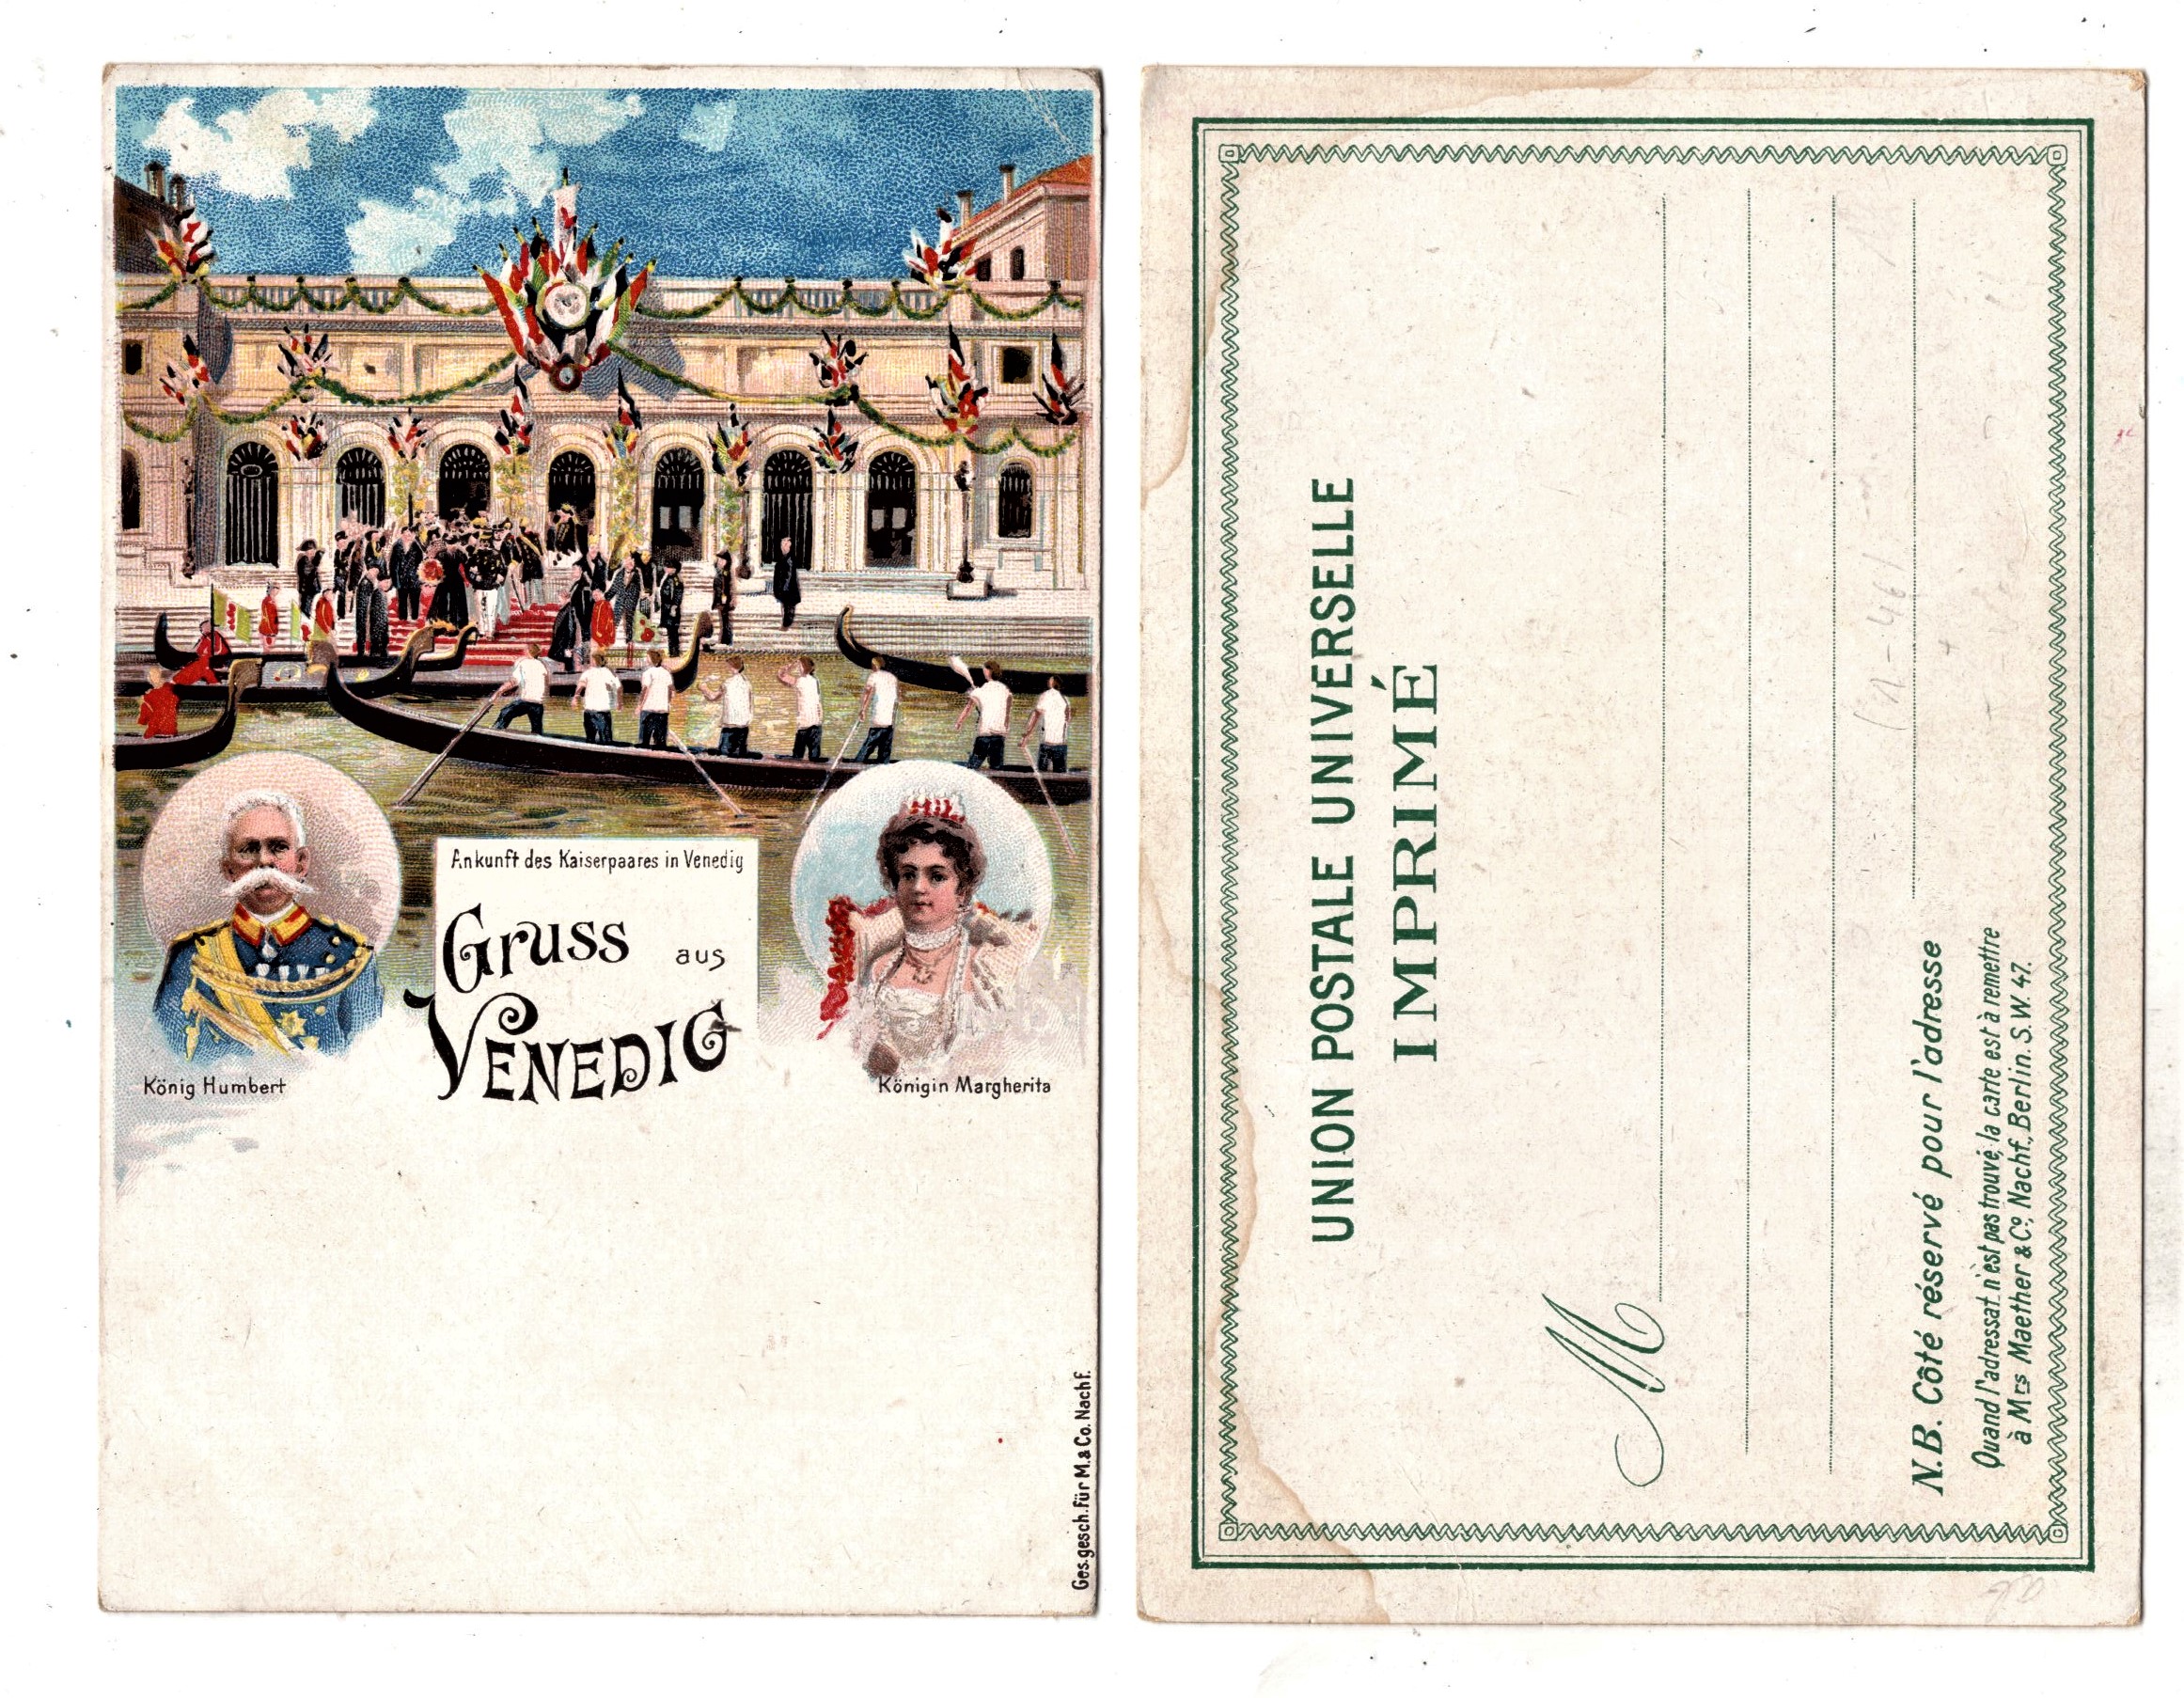 Ankunft des Kaiserpaares in Venedig
Gruss aus
VENEDIG
König Humbert
Königin Margherita
Ges. gesch. für M. & Co. Nachf.
UNION POSTALE UNIVERSELLE
IMPRIMÉ
M
N.B. Côté réservé pour l'adresse
Quand l'adressat n'est pas trouvé, la carte est à remettre
à Mrs Maether & Co, Nachf., Berlin. S.W. 47.